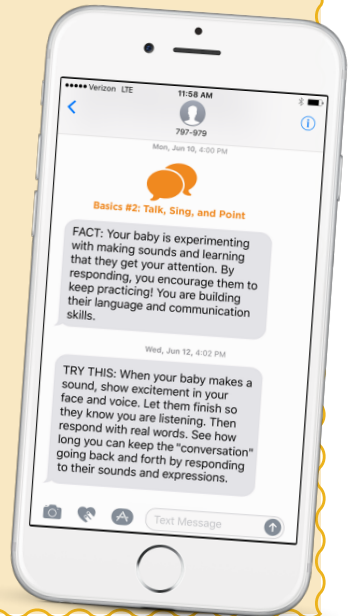 Verizon LTE
11:58 AM
797-979
Mon, Jun 10, 4:00 PM
Basics #2: Talk, Sing, and Point
FACT: Your baby is experimenting
with making sounds and learning
that they get your attention. By
responding, you encourage them to
keep practicing! You are building
their language and communication
skills.
Wed, Jun 12, 4:02 PM
TRY THIS: When your baby makes a
sound, show excitement in your
face and voice. Let them finish so
they know you are listening. Then
respond with real words. See how
long you can keep the "conversation"
going back and forth by responding
to their sounds and expressions.
Text Message